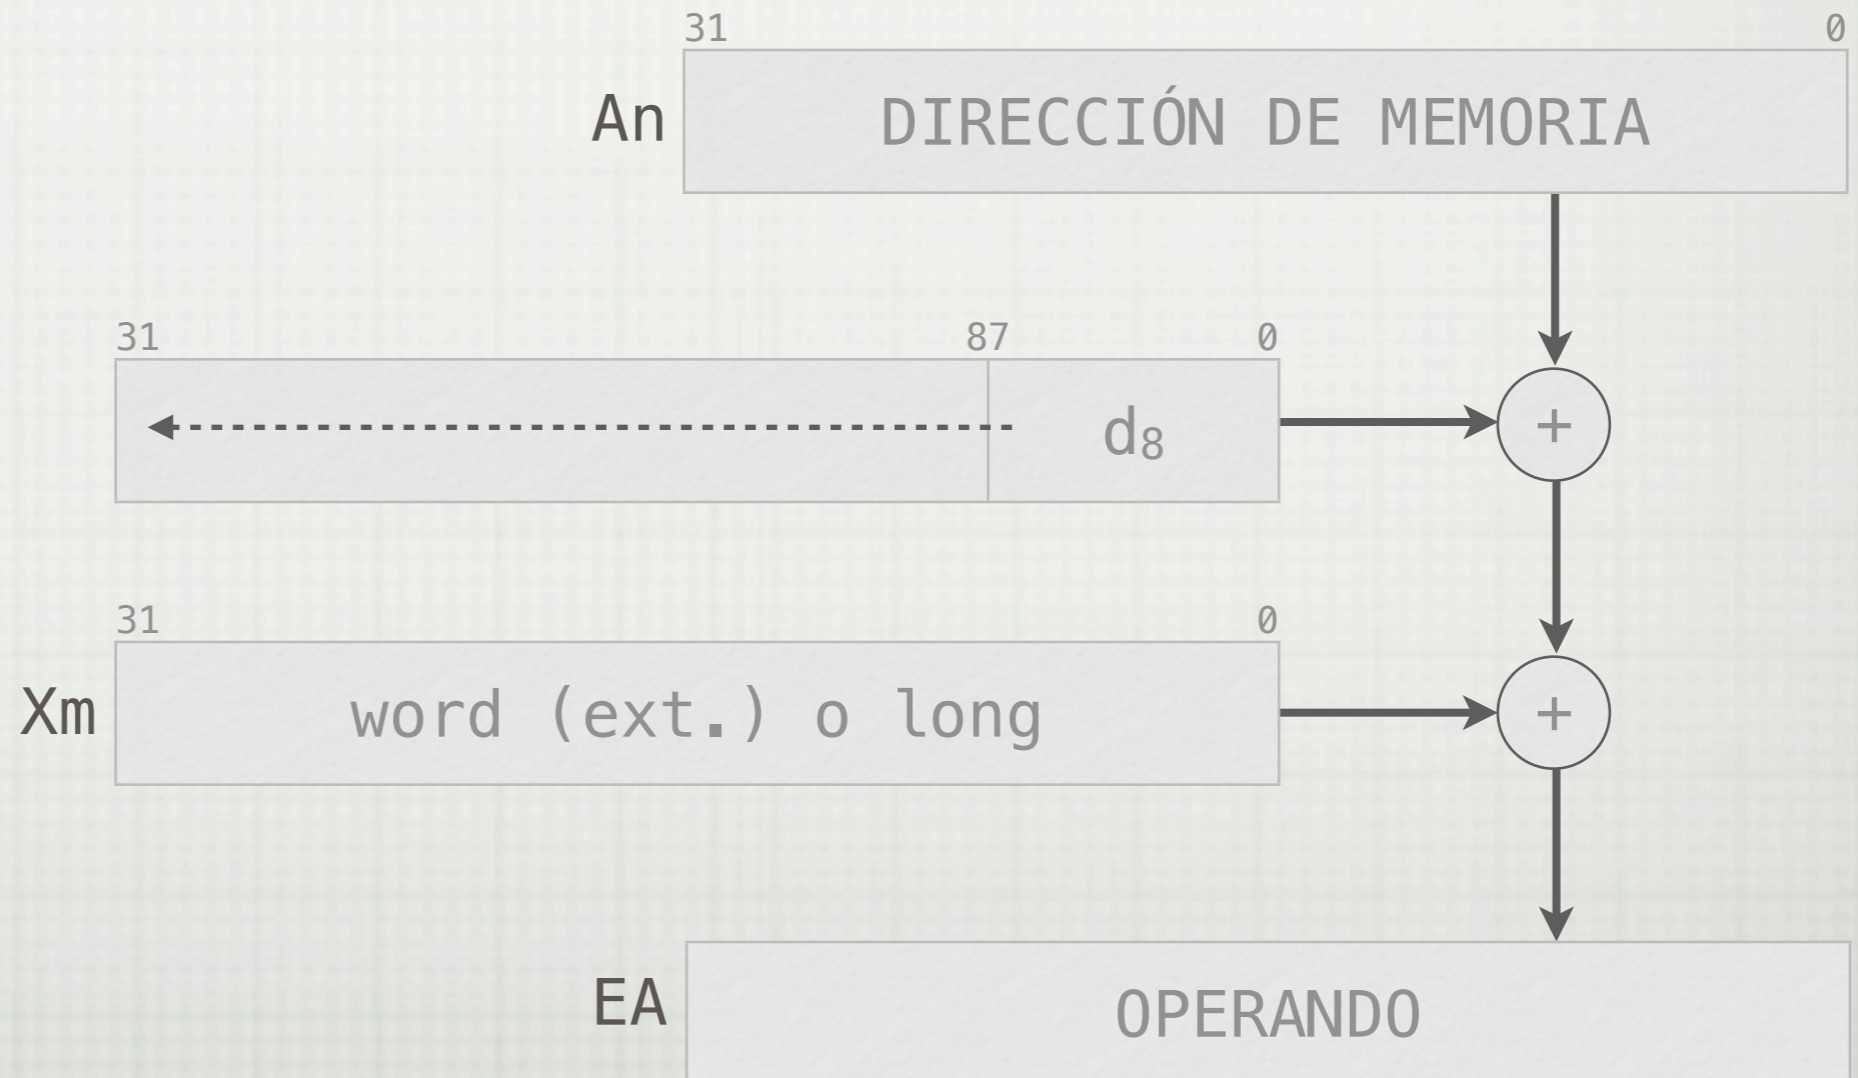 31 0
An DIRECCIÓN DE MEMORIA
31 87 0
d8
+
31 0
Xm word (ext.) o long
+
EA OPERANDO